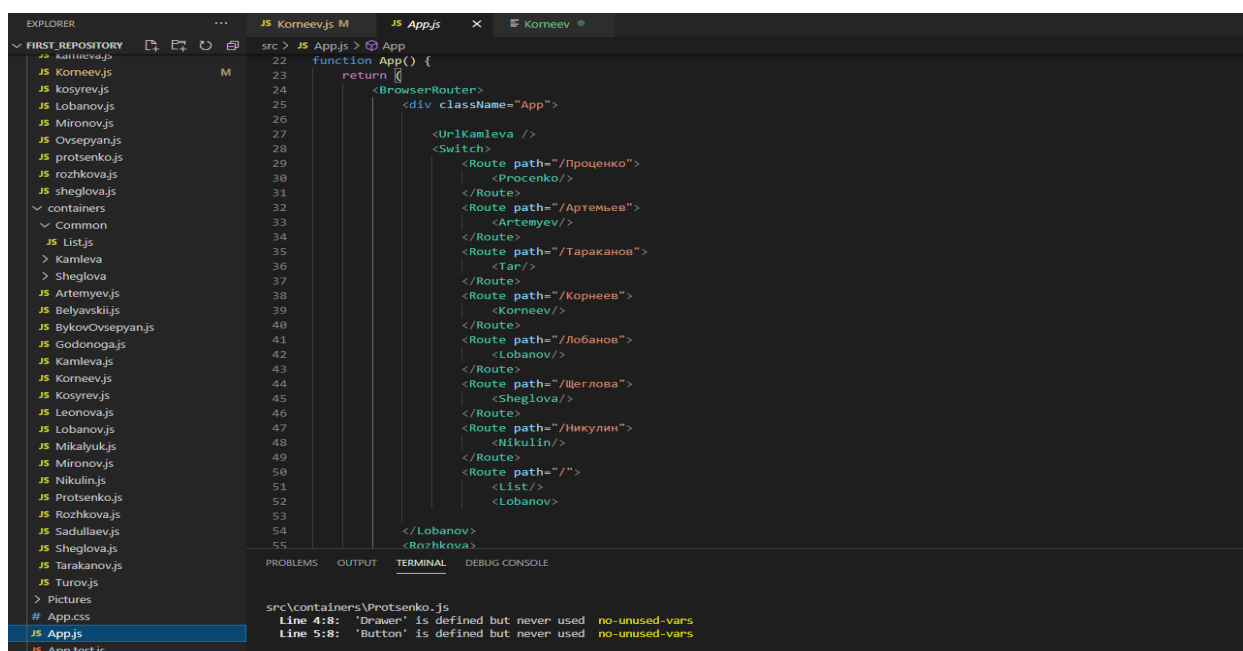 EXPLORER ...
FIRST_REPOSITORY
JS kamleva.js
JS Korneev.js M
JS kosyrev.js
JS Lobanov.js
JS Mironov.js
JS Ovsepyan.js
JS protsenko.js
JS rozhkova.js
JS sheglova.js
containers
Common
JS List.js
Kamleva
Sheglova
JS Artemyev.js
JS Belyavskii.js
JS BykovOvsepyan.js
JS Godonoga.js
JS Kamleva.js
JS Korneev.js
JS Kosyrev.js
JS Leonova.js
JS Lobanov.js
JS Mikalyuk.js
JS Mironov.js
JS Nikulin.js
JS Protsenko.js
JS Rozhkova.js
JS Sadullaev.js
JS Sheglova.js
JS Tarakanov.js
JS Turov.js
Pictures
# App.css
JS App.js
JS App.test.js
JS Korneev.js M JS App.js × Korneev
src > JS App.js > App
22 function App() {
23 return (
24 <BrowserRouter>
25 <div className="App">
26
27 <UrlKamleva />
28 <Switch>
29 <Route path="/Проценко">
30 <Procenko/>
31 </Route>
32 <Route path="/Артемьев">
33 <Artemyev/>
34 </Route>
35 <Route path="/Тараканов">
36 <Tar/>
37 </Route>
38 <Route path="/Корнеев">
39 <Korneev/>
40 </Route>
41 <Route path="/Лобанов">
42 <Lobanov/>
43 </Route>
44 <Route path="/Щеглова">
45 <Sheglova/>
46 </Route>
47 <Route path="/Никулин">
48 <Nikulin/>
49 </Route>
50 <Route path="/">
51 <List/>
52 <Lobanov>
53
54 </Lobanov>
55 <Rozhkova>
PROBLEMS OUTPUT TERMINAL DEBUG CONSOLE
src\containers\Protsenko.js
Line 4:8: 'Drawer' is defined but never used no-unused-vars
Line 5:8: 'Button' is defined but never used no-unused-vars